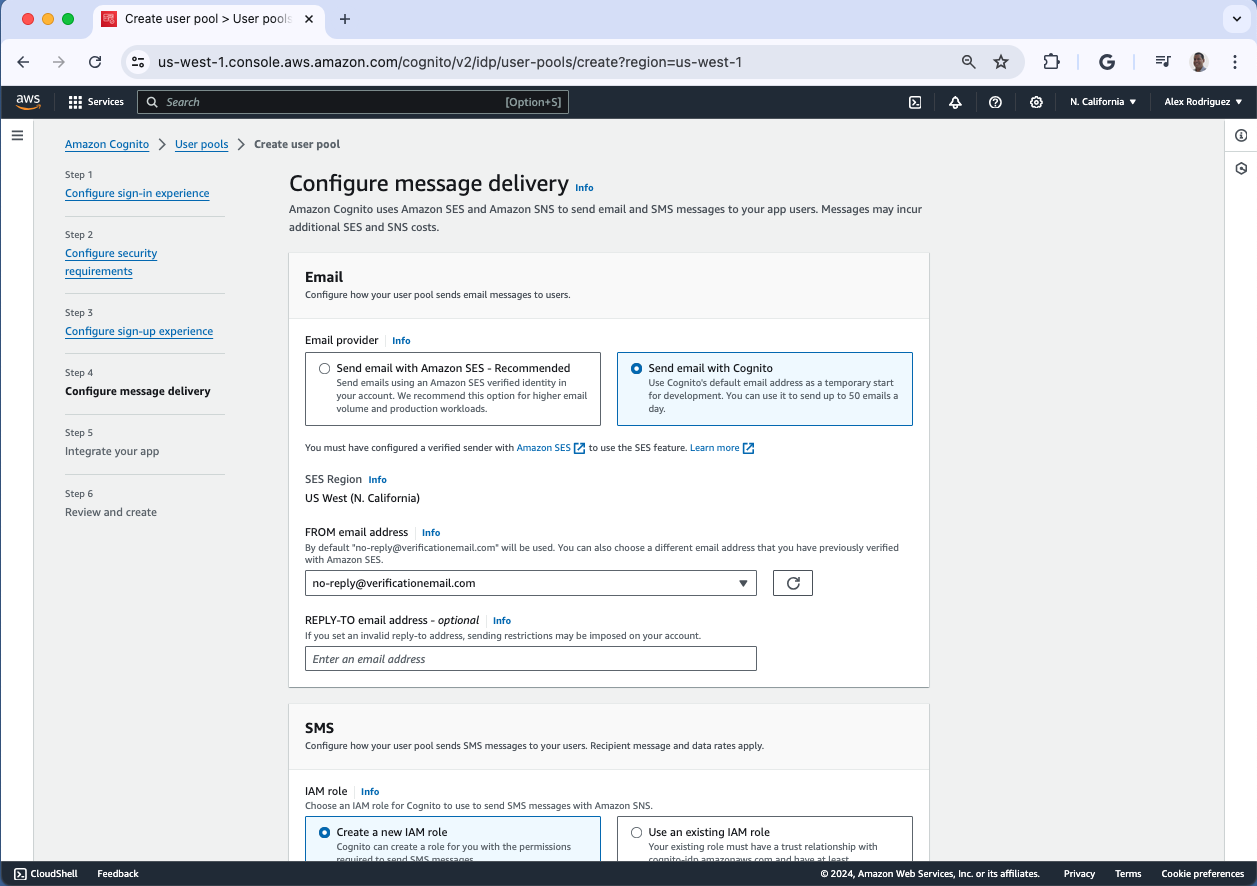 Create user pool > User pools
us-west-1.console.aws.amazon.com/cognito/v2/idp/user-pools/create?region=us-west-1
aws
Services
Search
[Option+S]
N. California
Alex Rodriguez
Amazon Cognito
User pools
Create user pool
Step 1
Configure sign-in experience
Step 2
Configure security
requirements
Step 3
Configure sign-up experience
Step 4
Configure message delivery
Step 5
Integrate your app
Step 6
Review and create
Configure message delivery Info
Amazon Cognito uses Amazon SES and Amazon SNS to send email and SMS messages to your app users. Messages may incur
additional SES and SNS costs.
Email
Configure how your user pool sends email messages to users.
Email provider Info
Send email with Amazon SES - Recommended
Send emails using an Amazon SES verified identity in
your account. We recommend this option for higher email
volume and production workloads.
Send email with Cognito
Use Cognito's default email address as a temporary start
for development. You can use it to send up to 50 emails a
day.
You must have configured a verified sender with Amazon SES to use the SES feature. Learn more
SES Region Info
US West (N. California)
FROM email address Info
By default "no-reply@verificationemail.com" will be used. You can also choose a different email address that you have previously verified
with Amazon SES.
no-reply@verificationemail.com
REPLY-TO email address - optional Info
If you set an invalid reply-to address, sending restrictions may be imposed on your account.
Enter an email address
SMS
Configure how your user pool sends SMS messages to your users. Recipient message and data rates apply.
IAM role Info
Choose an IAM role for Cognito to use to send SMS messages with Amazon SNS.
Create a new IAM role
Cognito can create a role for you with the permissions
required to send SMS messages.
Use an existing IAM role
Your existing role must have a trust relationship with
cognito-idp.amazonaws.com and have at least
CloudShell
Feedback
© 2024, Amazon Web Services, Inc. or its affiliates.
Privacy
Terms
Cookie preferences